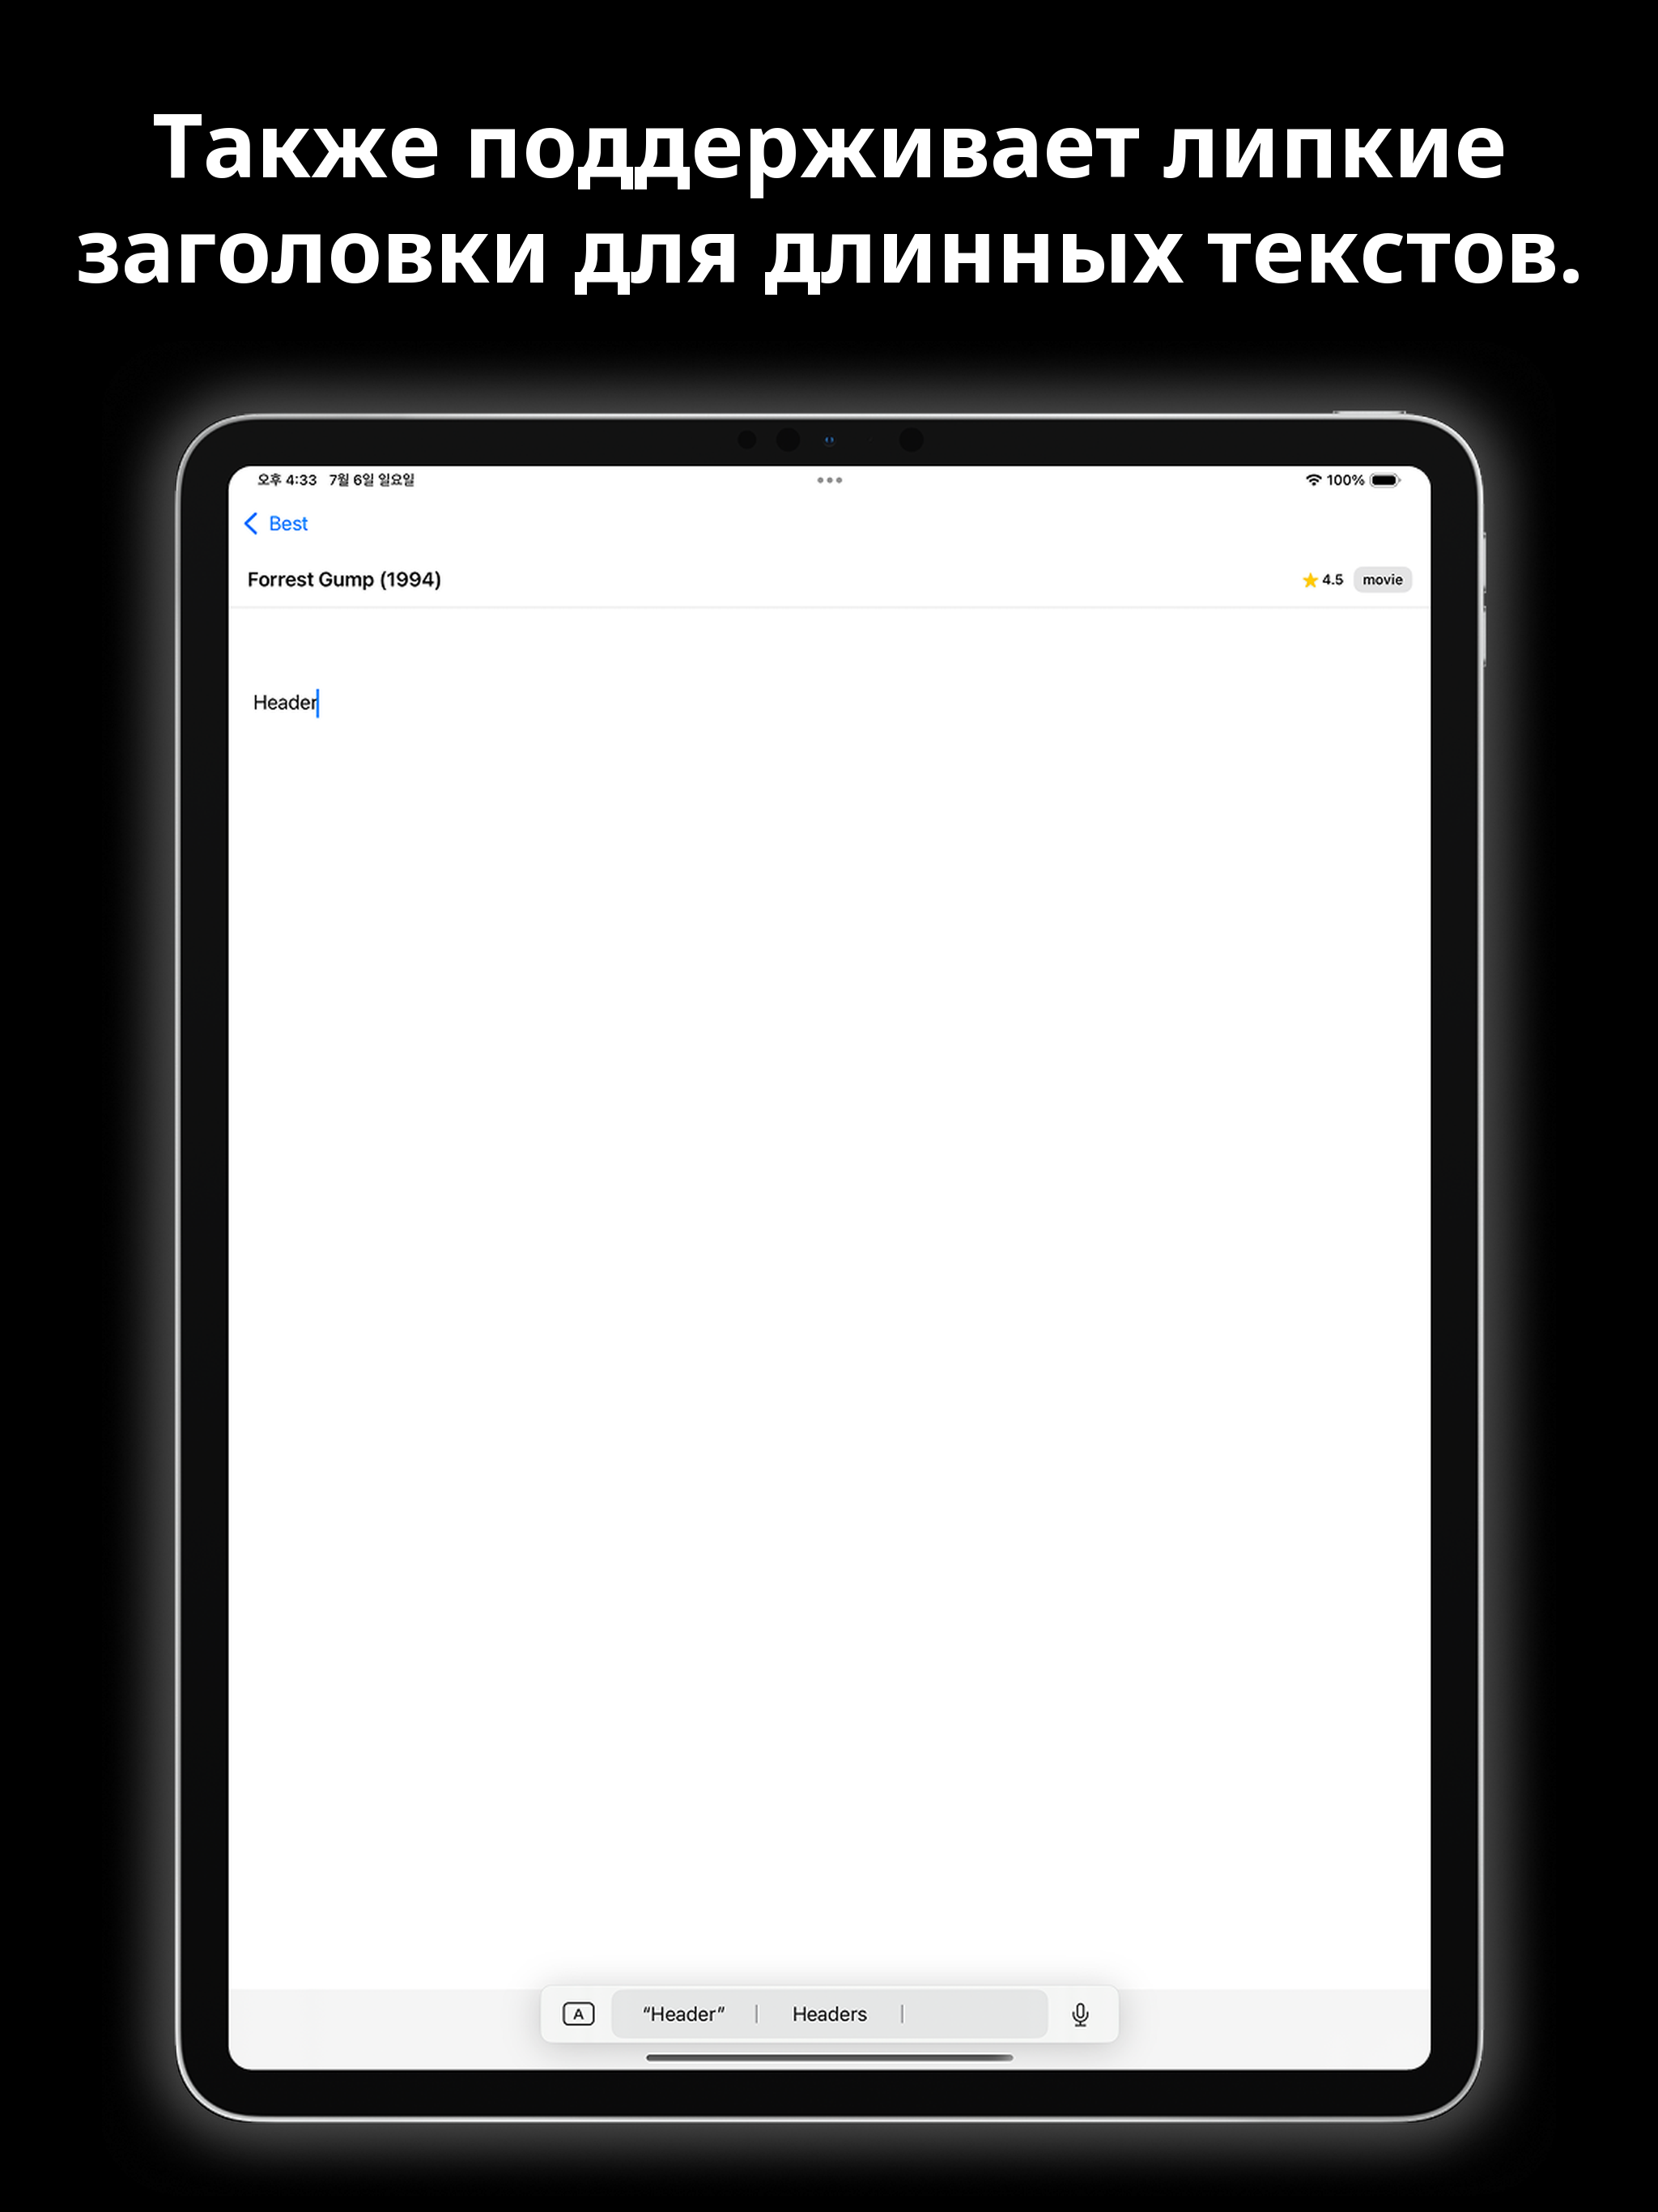 Также поддерживает липкие
заголовки для длинных текстов.
오후 4:33 7월 6일 일요일
100%
Best
Forrest Gump (1994)
4.5 movie
Header
A “Header” Headers